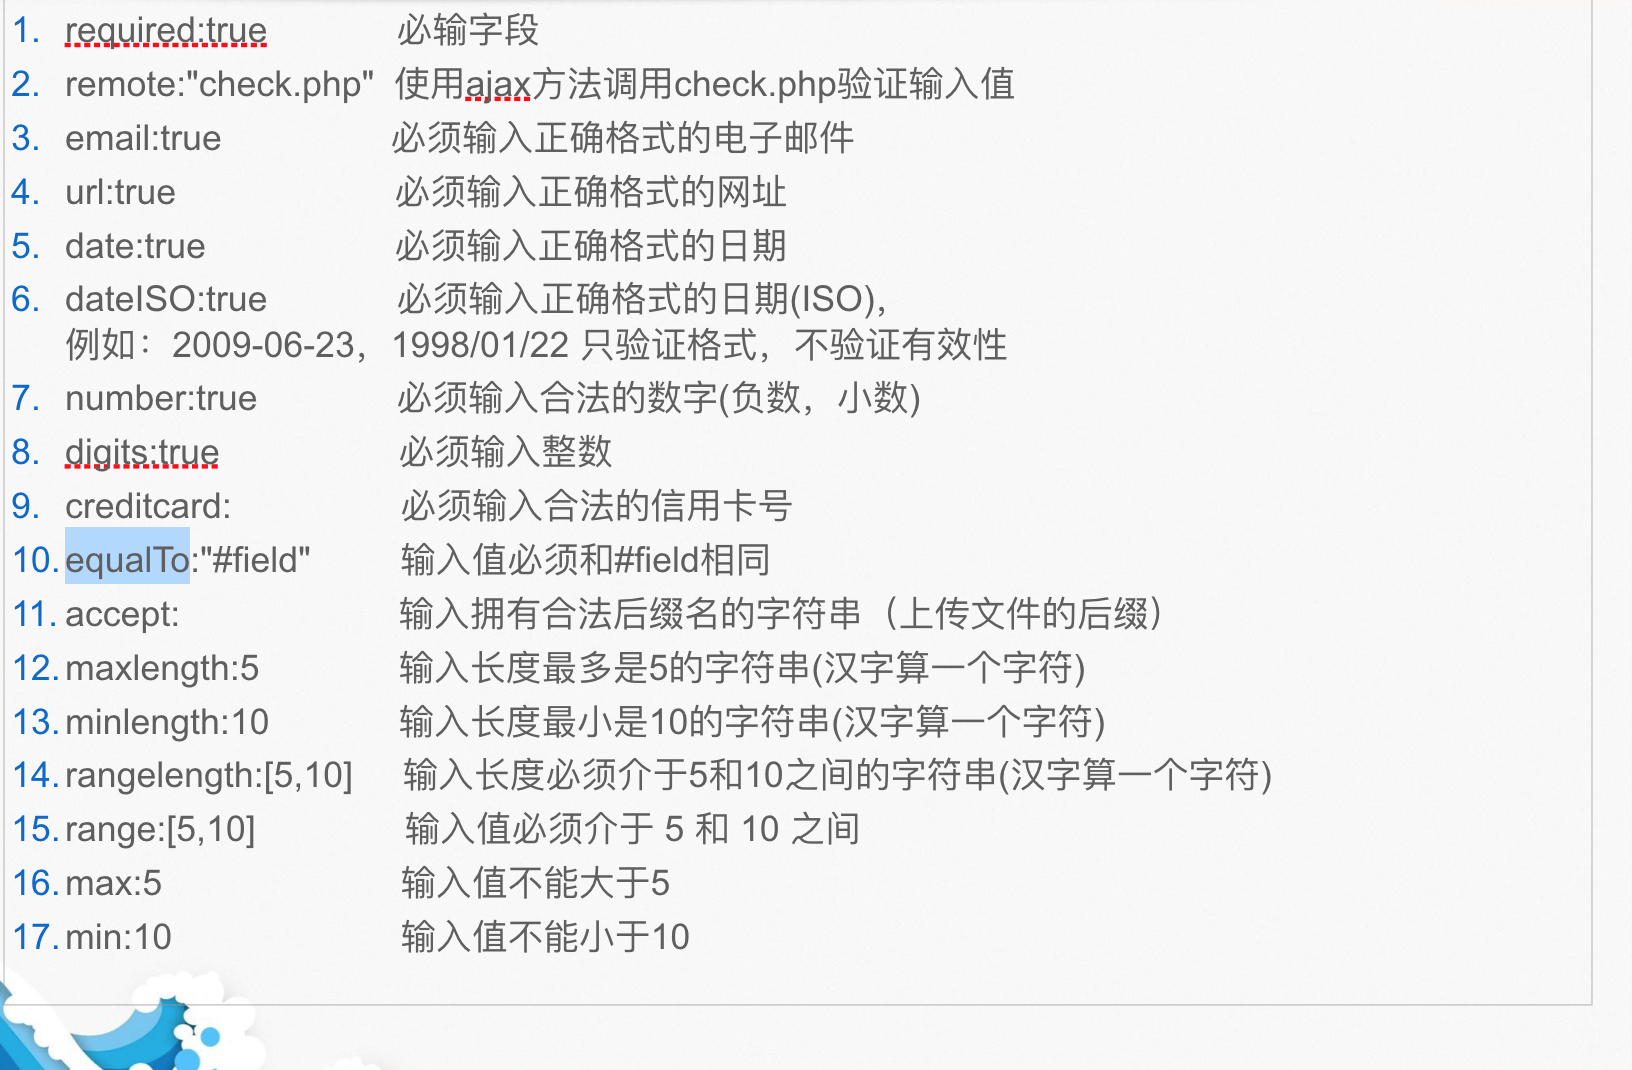 1. required:true 必输字段
2. remote:"check.php" 使用ajax方法调用check.php验证输入值
3. email:true 必须输入正确格式的电子邮件
4. url:true 必须输入正确格式的网址
5. date:true 必须输入正确格式的日期
6. dateISO:true 必须输入正确格式的日期(ISO),
例如：2009-06-23， 1998/01/22 只验证格式，不验证有效性
7. number:true 必须输入合法的数字(负数，小数)
8. digits:true 必须输入整数
9. creditcard: 必须输入合法的信用卡号
10. equalTo:"#field" 输入值必须和#field相同
11. accept: 输入拥有合法后缀名的字符串（上传文件的后缀）
12. maxlength:5 输入长度最多是5的字符串(汉字算一个字符)
13. minlength:10 输入长度最小是10的字符串(汉字算一个字符)
14. rangelength:[5,10] 输入长度必须介于5和10之间的字符串(汉字算一个字符)
15. range:[5,10] 输入值必须介于 5 和 10 之间
16. max:5 输入值不能大于5
17. min:10 输入值不能小于10